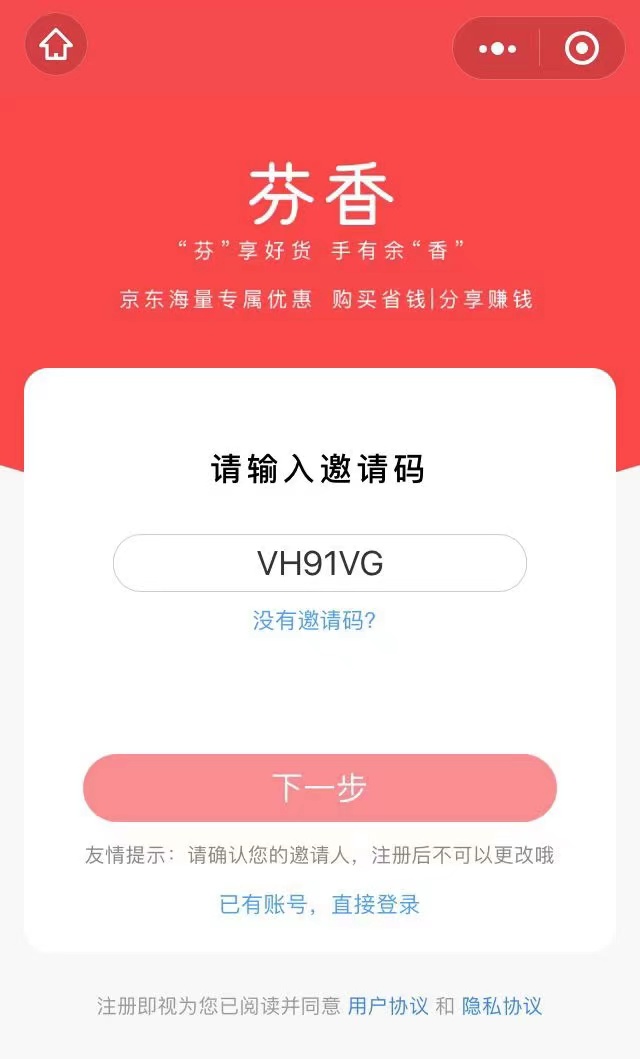 芬香
“芬”享好货 手有余“香”
京东海量专属优惠 购买省钱|分享赚钱
请输入邀请码
VH91VG
没有邀请码?
下一步
友情提示：请确认您的邀请人，注册后不可以更改哦
已有账号，直接登录
注册即视为您已阅读并同意 用户协议 和 隐私协议